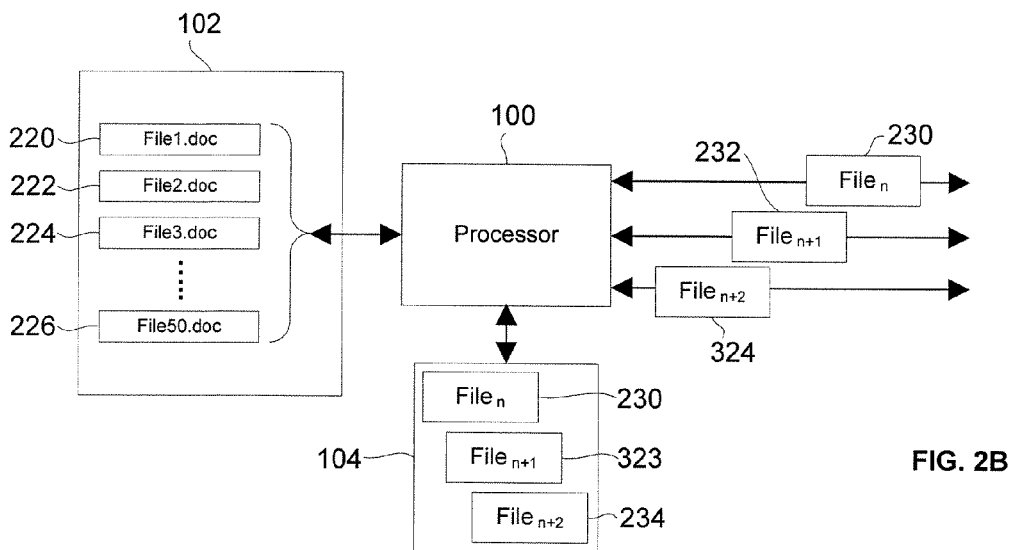 102
220
File1.doc
222
File2.doc
224
File3.doc
226
File50.doc
100
Processor
230
File n
232
File n+1
File n+2
324
104
File n
230
File n+1
323
File n+2
234
FIG. 2B